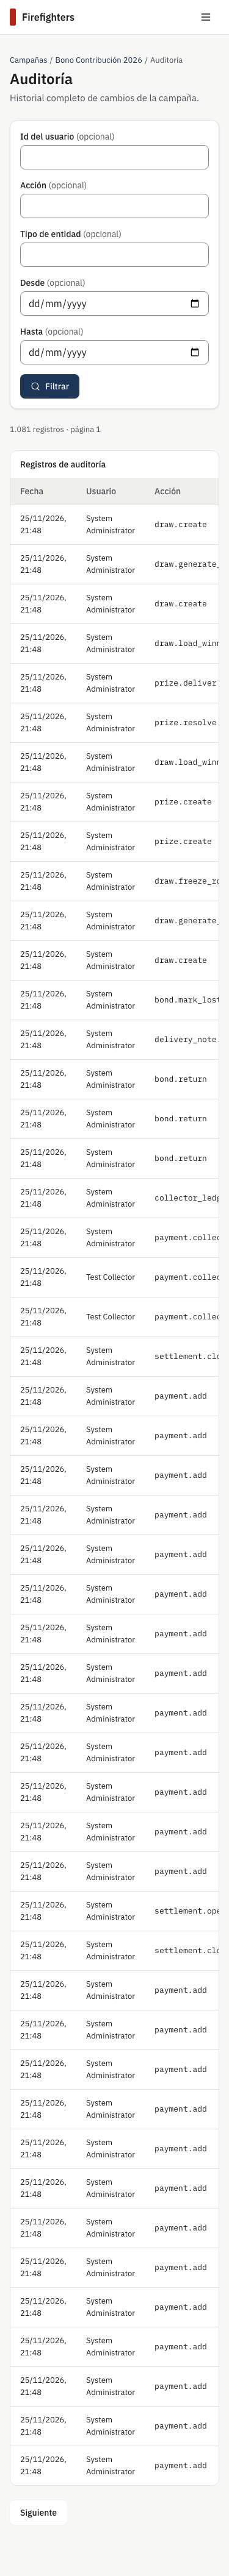 Firefighters
Campañas / Bono Contribución 2026 / Auditoría
Auditoría
Historial completo de cambios de la campaña.
Id del usuario (opcional)
Acción (opcional)
Tipo de entidad (opcional)
Desde (opcional)
dd/mm/yyyy
Hasta (opcional)
dd/mm/yyyy
Filtrar
1.081 registros · página 1
Registros de auditoría
Fecha Usuario Acción
25/11/2026, 21:48 System Administrator draw.create
25/11/2026, 21:48 System Administrator draw.generate_
25/11/2026, 21:48 System Administrator draw.create
25/11/2026, 21:48 System Administrator draw.load_winn
25/11/2026, 21:48 System Administrator prize.deliver
25/11/2026, 21:48 System Administrator prize.resolve
25/11/2026, 21:48 System Administrator draw.load_winn
25/11/2026, 21:48 System Administrator prize.create
25/11/2026, 21:48 System Administrator prize.create
25/11/2026, 21:48 System Administrator draw.freeze_ro
25/11/2026, 21:48 System Administrator draw.generate_
25/11/2026, 21:48 System Administrator draw.create
25/11/2026, 21:48 System Administrator bond.mark_lost
25/11/2026, 21:48 System Administrator delivery_note.
25/11/2026, 21:48 System Administrator bond.return
25/11/2026, 21:48 System Administrator bond.return
25/11/2026, 21:48 System Administrator bond.return
25/11/2026, 21:48 System Administrator collector_ledg
25/11/2026, 21:48 System Administrator payment.collec
25/11/2026, 21:48 Test Collector payment.collec
25/11/2026, 21:48 Test Collector payment.collec
25/11/2026, 21:48 System Administrator settlement.clo
25/11/2026, 21:48 System Administrator payment.add
25/11/2026, 21:48 System Administrator payment.add
25/11/2026, 21:48 System Administrator payment.add
25/11/2026, 21:48 System Administrator payment.add
25/11/2026, 21:48 System Administrator payment.add
25/11/2026, 21:48 System Administrator payment.add
25/11/2026, 21:48 System Administrator payment.add
25/11/2026, 21:48 System Administrator payment.add
25/11/2026, 21:48 System Administrator payment.add
25/11/2026, 21:48 System Administrator payment.add
25/11/2026, 21:48 System Administrator payment.add
25/11/2026, 21:48 System Administrator payment.add
25/11/2026, 21:48 System Administrator payment.add
25/11/2026, 21:48 System Administrator settlement.ope
25/11/2026, 21:48 System Administrator settlement.clo
25/11/2026, 21:48 System Administrator payment.add
25/11/2026, 21:48 System Administrator payment.add
25/11/2026, 21:48 System Administrator payment.add
25/11/2026, 21:48 System Administrator payment.add
25/11/2026, 21:48 System Administrator payment.add
25/11/2026, 21:48 System Administrator payment.add
25/11/2026, 21:48 System Administrator payment.add
25/11/2026, 21:48 System Administrator payment.add
25/11/2026, 21:48 System Administrator payment.add
25/11/2026, 21:48 System Administrator payment.add
25/11/2026, 21:48 System Administrator payment.add
25/11/2026, 21:48 System Administrator payment.add
25/11/2026, 21:48 System Administrator payment.add
Siguiente